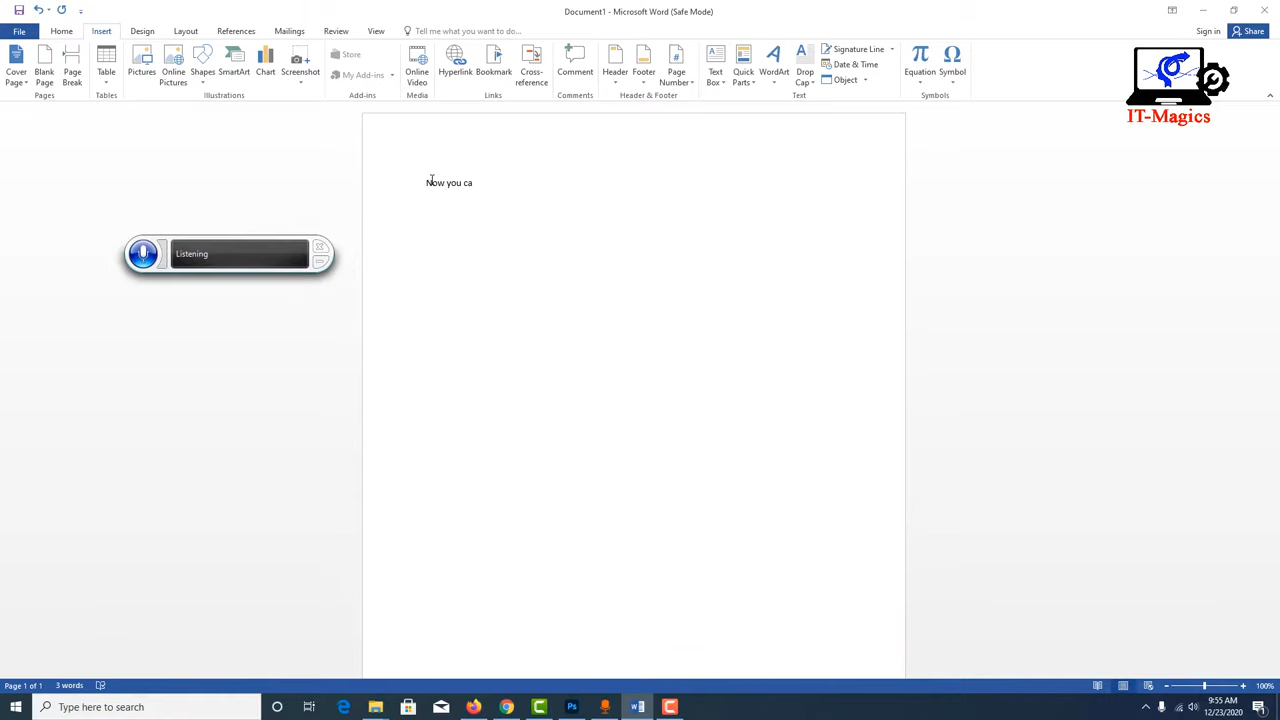 Document1 - Microsoft Word (Safe Mode)
File Home Insert Design Layout References Mailings Review View Tell me what you want to do... Sign in Share
Cover Page
Blank Page
Page Break
Pages
Table
Tables
Pictures
Online Pictures
Shapes
SmartArt
Chart
Screenshot
Illustrations
Store
My Add-ins
Add-ins
Online Video
Media
Hyperlink
Bookmark
Cross-reference
Links
Comment
Comments
Header
Footer
Page Number
Header & Footer
Text Box
Quick Parts
WordArt
Drop Cap
Signature Line
Date & Time
Object
Text
Equation
Symbol
Symbols
IT-Magics
Now you ca
Listening
Page 1 of 1 3 words 100%
Type here to search
9:55 AM
12/23/2020